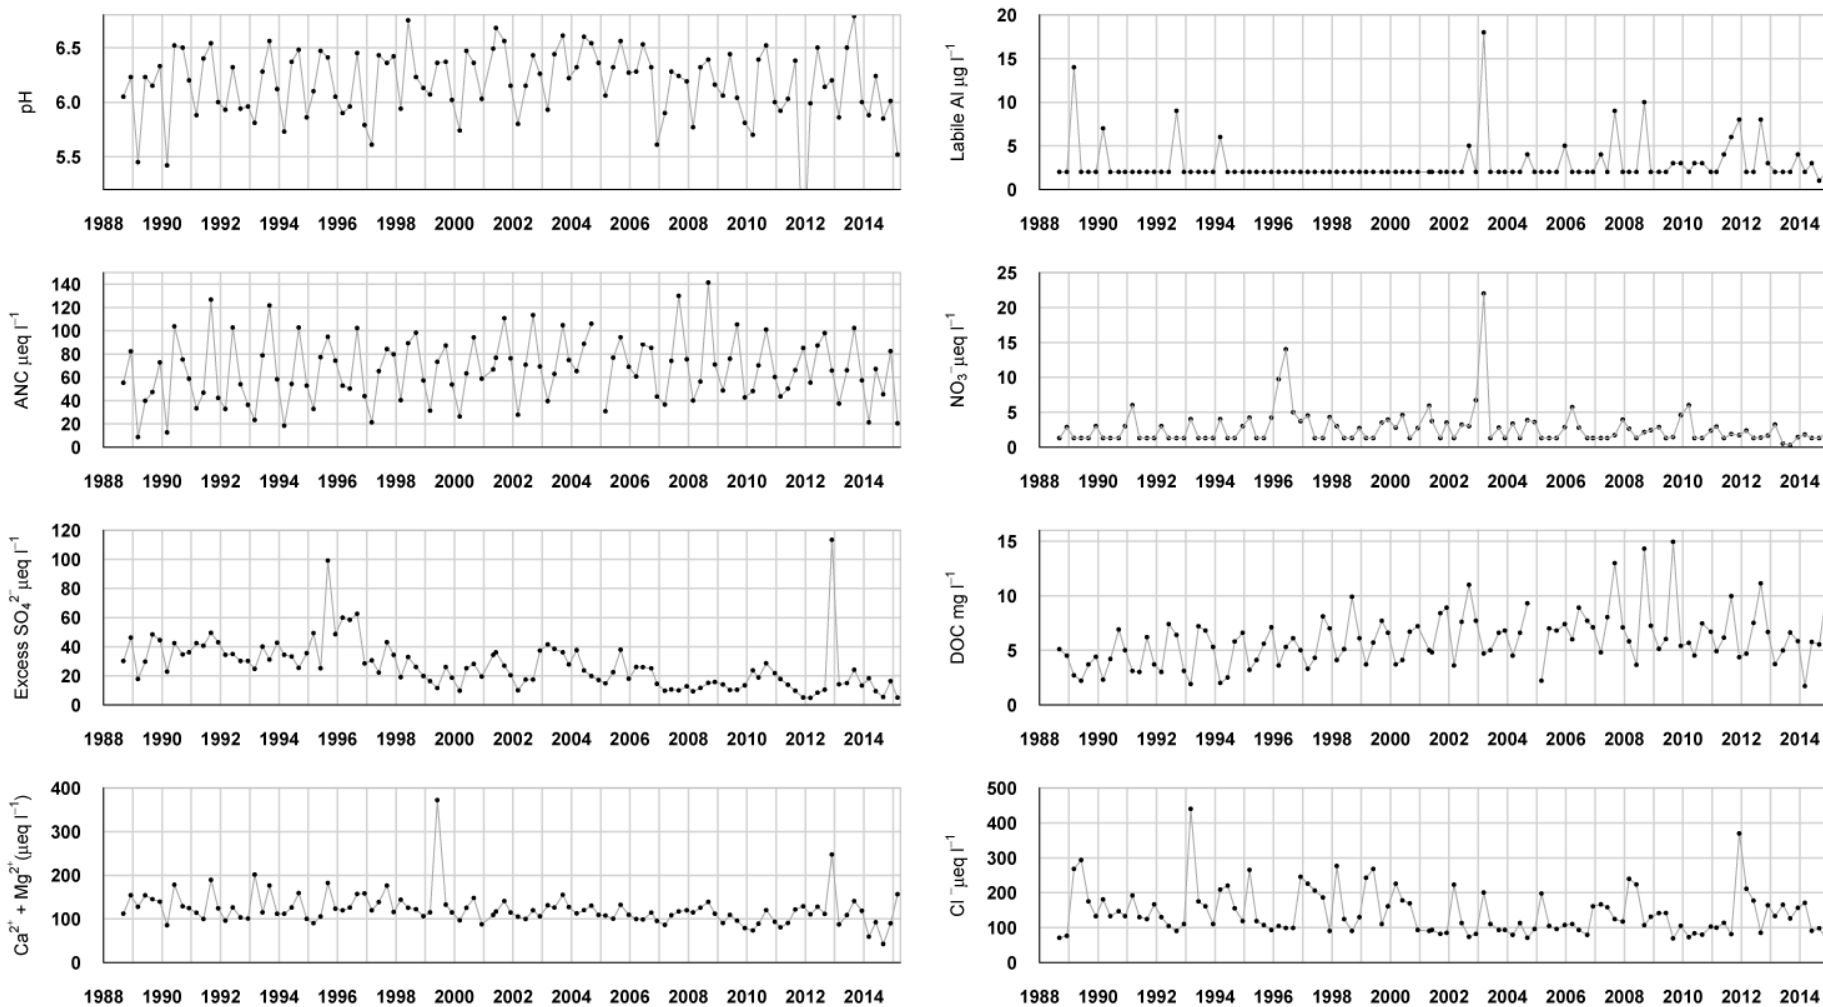 pH
6.5
6.0
5.5
1988 1990 1992 1994 1996 1998 2000 2002 2004 2006 2008 2010 2012 2014
Labile Al µg l⁻¹
20
15
10
5
0
1988 1990 1992 1994 1996 1998 2000 2002 2004 2006 2008 2010 2012 2014
ANC µeq l⁻¹
140
120
100
80
60
40
20
0
1988 1990 1992 1994 1996 1998 2000 2002 2004 2006 2008 2010 2012 2014
NO₃⁻µeq l⁻¹
25
20
15
10
5
0
1988 1990 1992 1994 1996 1998 2000 2002 2004 2006 2008 2010 2012 2014
Excess SO₄²⁻µeq l⁻¹
120
100
80
60
40
20
0
1988 1990 1992 1994 1996 1998 2000 2002 2004 2006 2008 2010 2012 2014
DOC mg l⁻¹
15
10
5
0
1988 1990 1992 1994 1996 1998 2000 2002 2004 2006 2008 2010 2012 2014
Ca²⁺ + Mg²⁺ (µeq l⁻¹)
400
300
200
100
0
1988 1990 1992 1994 1996 1998 2000 2002 2004 2006 2008 2010 2012 2014
Cl⁻µeq l⁻¹
500
400
300
200
100
0
1988 1990 1992 1994 1996 1998 2000 2002 2004 2006 2008 2010 2012 2014